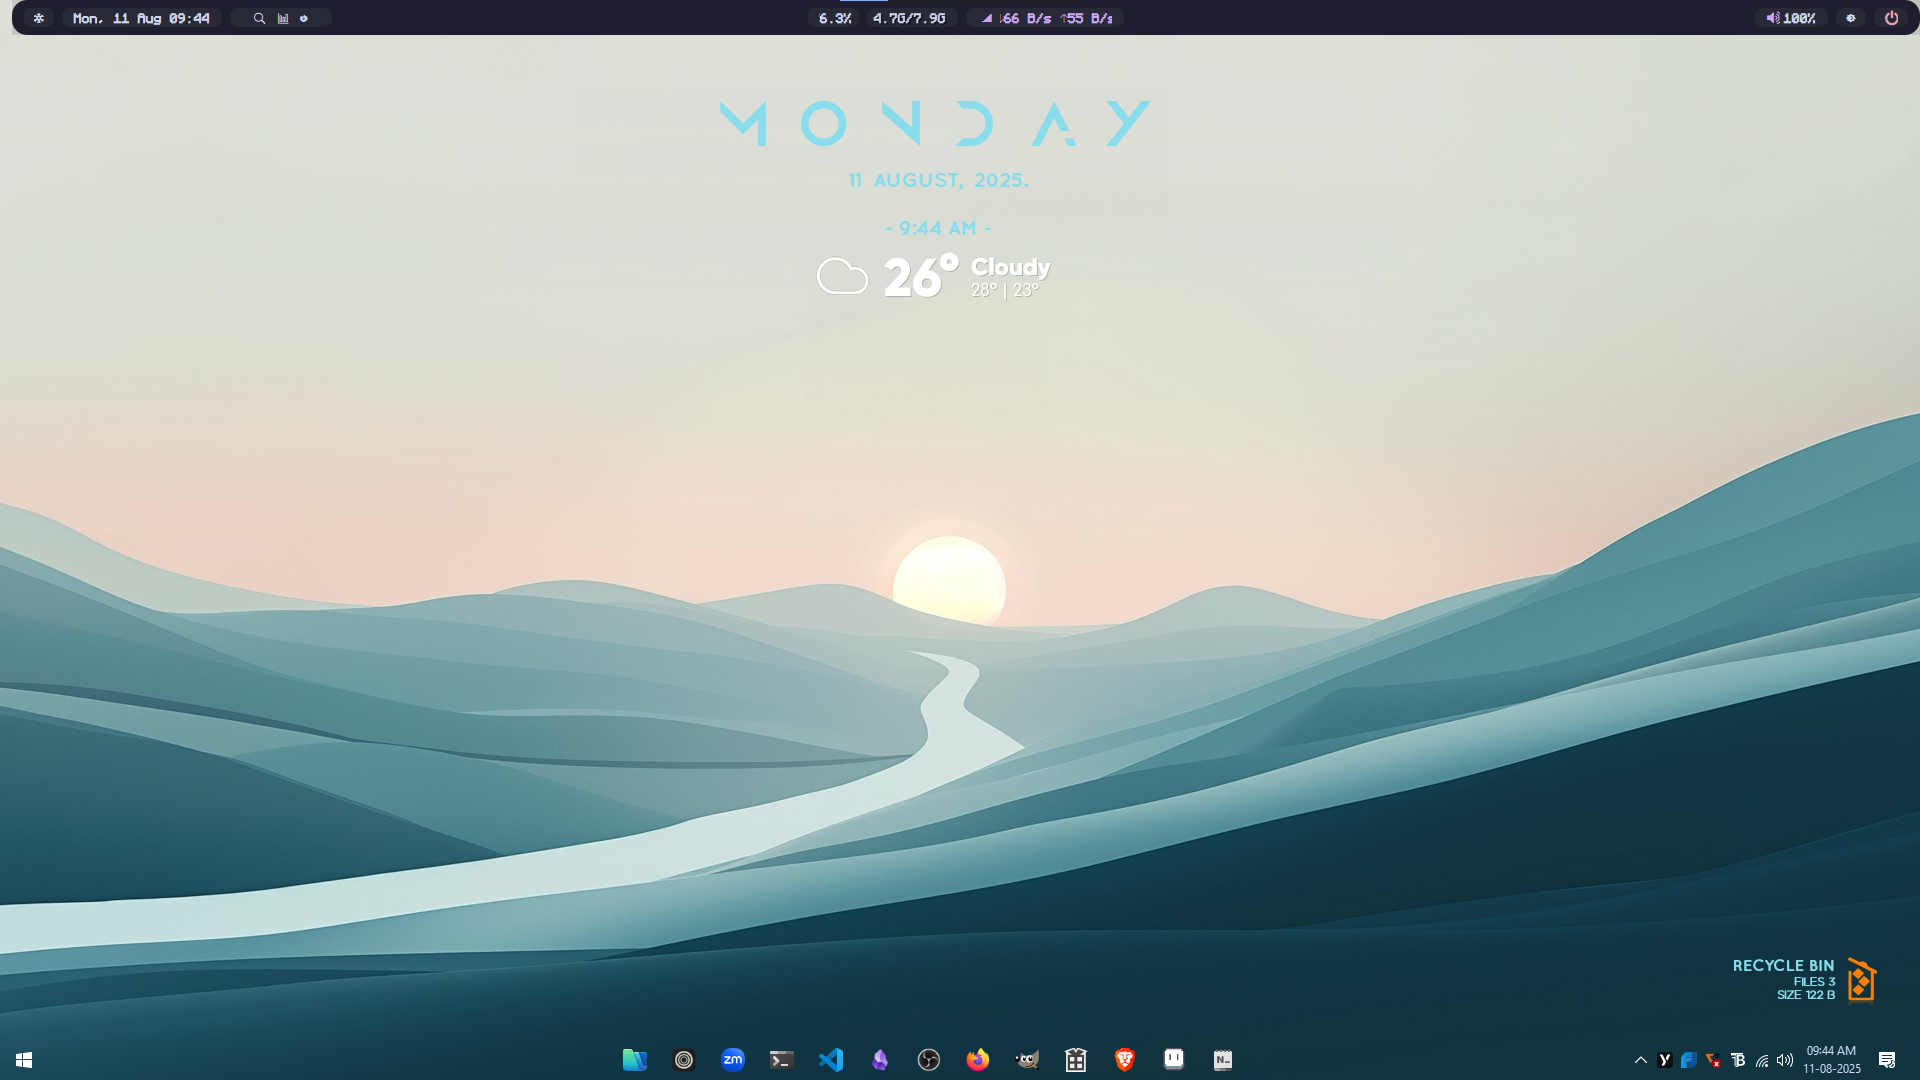 Mon, 11 Aug 09:44
6.3% 4.7G/7.9G ↓66 B/s ↑55 B/s
100%
MONDAY
11 AUGUST, 2025.
- 9:44 AM -
26° Cloudy
28° | 23°
RECYCLE BIN
FILES 3
SIZE 122 B
zm
N_
09:44 AM
11-08-2025